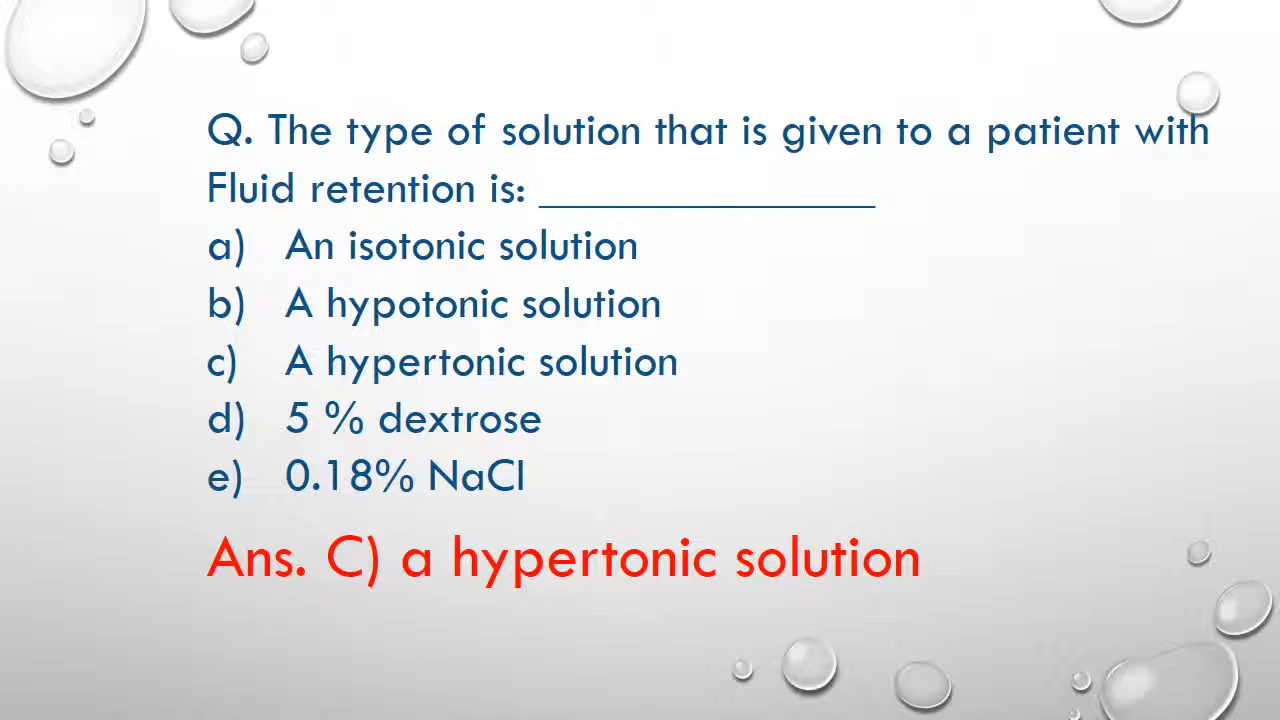 Q. The type of solution that is given to a patient with
Fluid retention is: ________________
a) An isotonic solution
b) A hypotonic solution
c) A hypertonic solution
d) 5 % dextrose
e) 0.18% NaCl
Ans. C) a hypertonic solution